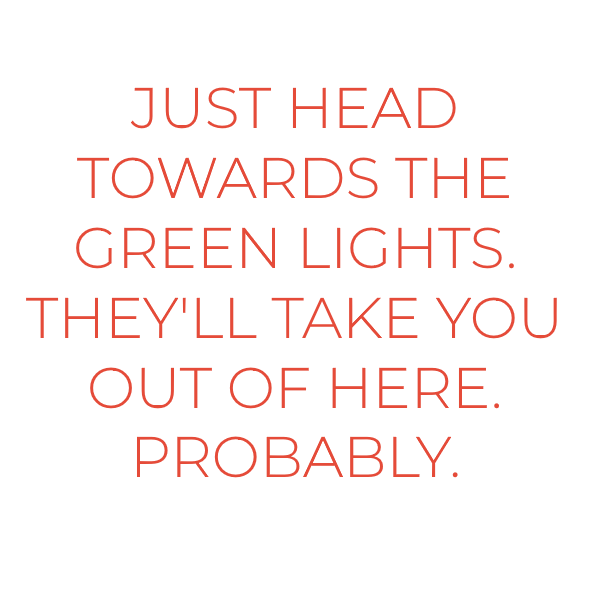 JUST HEAD
TOWARDS THE
GREEN LIGHTS.
THEY'LL TAKE YOU
OUT OF HERE.
PROBABLY.